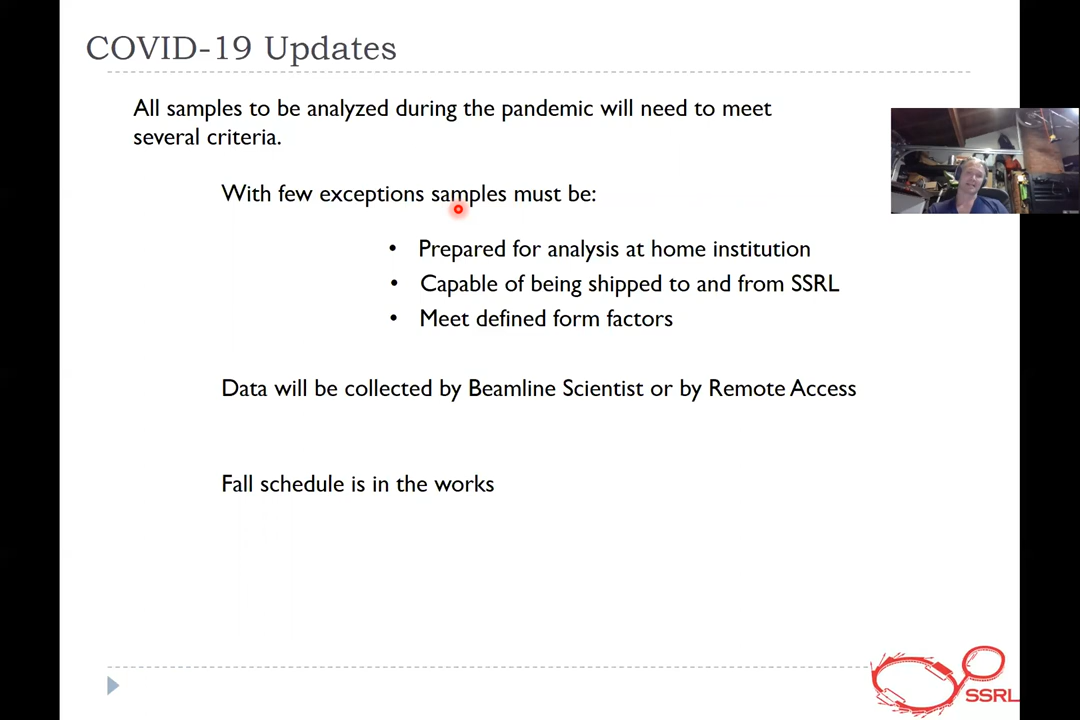 COVID-19 Updates
All samples to be analyzed during the pandemic will need to meet
several criteria.
With few exceptions samples must be:
• Prepared for analysis at home institution
• Capable of being shipped to and from SSRL
• Meet defined form factors
Data will be collected by Beamline Scientist or by Remote Access
Fall schedule is in the works
SSRL